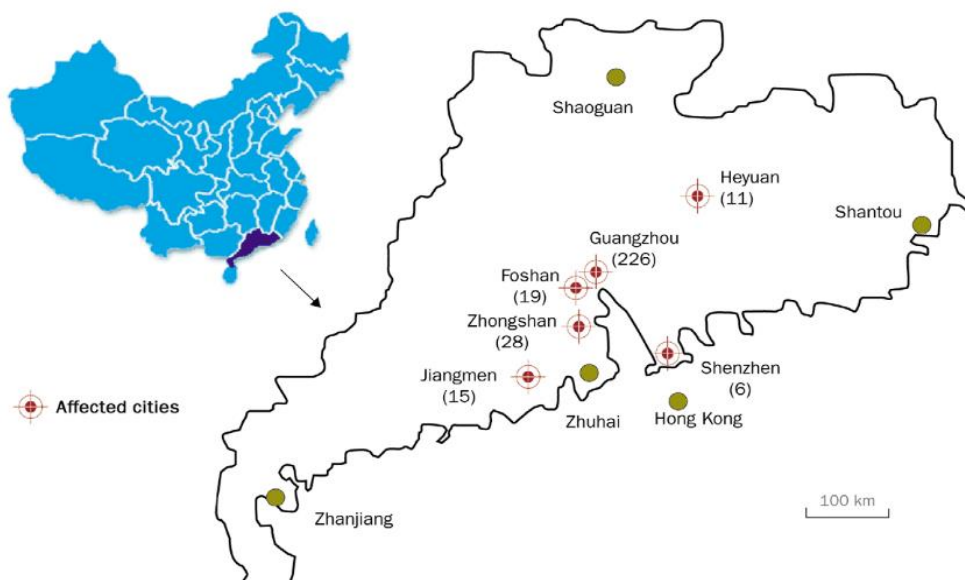 Shaoguan
Heyuan
(11)
Shantou
Guangzhou
(226)
Foshan
(19)
Zhongshan
(28)
Jiangmen
(15)
Shenzhen
(6)
Zhuhai
Hong Kong
Affected cities
Zhanjiang
100 km